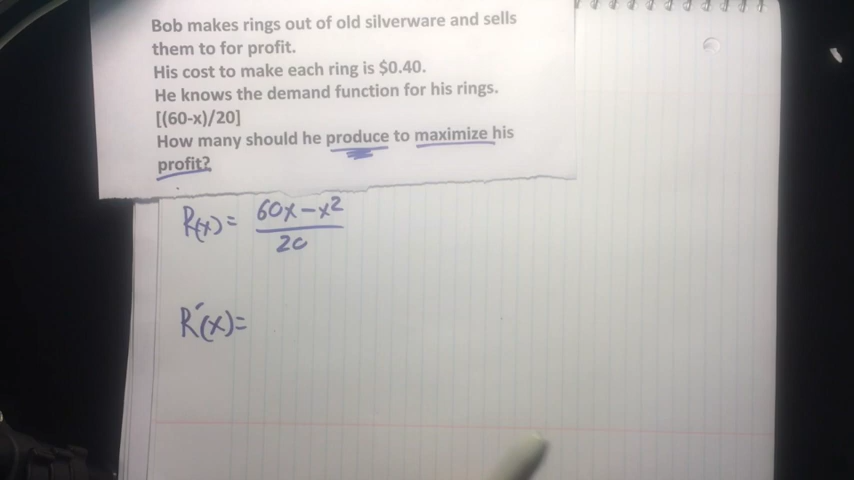 Bob makes rings out of old silverware and sells
them to for profit.
His cost to make each ring is $0.40.
He knows the demand function for his rings.
[(60-x)/20]
How many should he produce to maximize his
profit?
R(x) = 60x-x²
20
R'(x)=